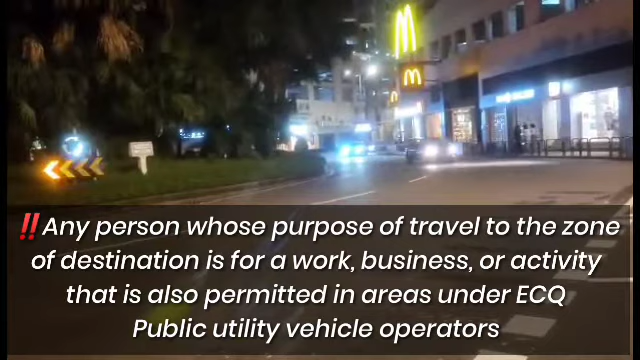 ‼️Any person whose purpose of travel to the zone
of destination is for a work, business, or activity
that is also permitted in areas under ECQ
Public utility vehicle operators